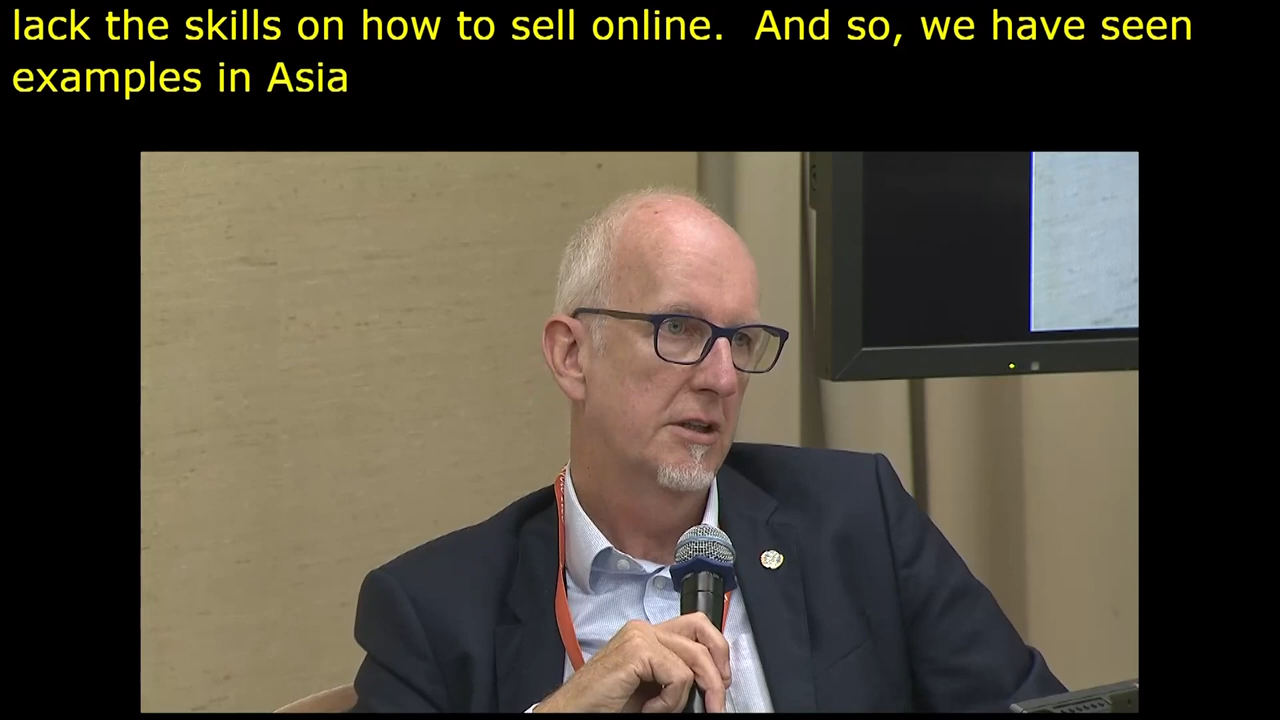 lack the skills on how to sell online.  And so, we have seen
examples in Asia